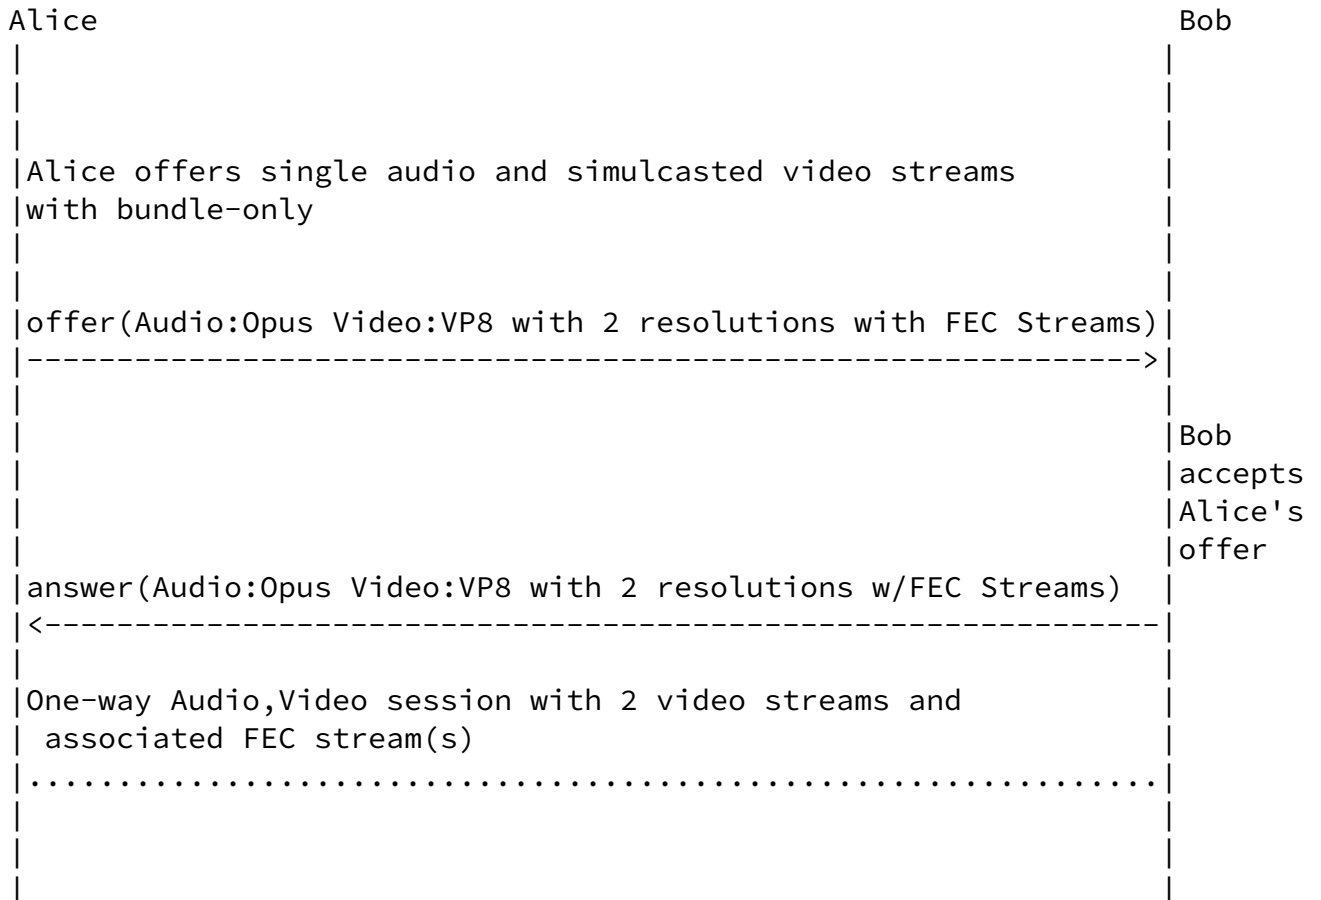 Alice Bob
Alice offers single audio and simulcasted video streams
with bundle-only
offer(Audio:Opus Video:VP8 with 2 resolutions with FEC Streams)
Bob
accepts
Alice's
offer
answer(Audio:Opus Video:VP8 with 2 resolutions w/FEC Streams)
One-way Audio,Video session with 2 video streams and
associated FEC stream(s)